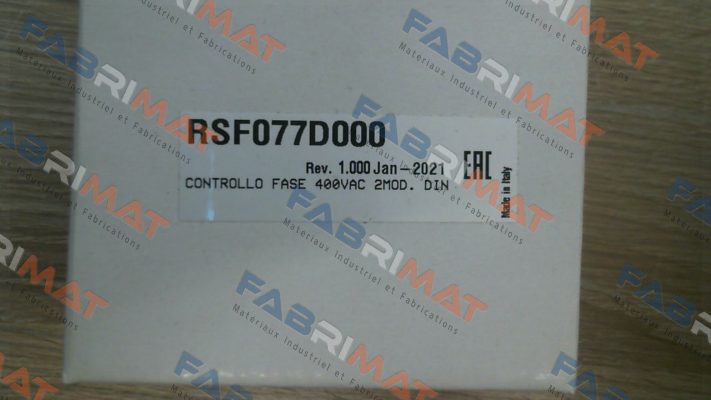 RSF077D000
Rev. 1.000 Jan-2021
EAC
CONTROLLO FASE 400VAC 2MOD. DIN
Made in Italy
FABRIMAT
Materiaux Industriel et Fabrications